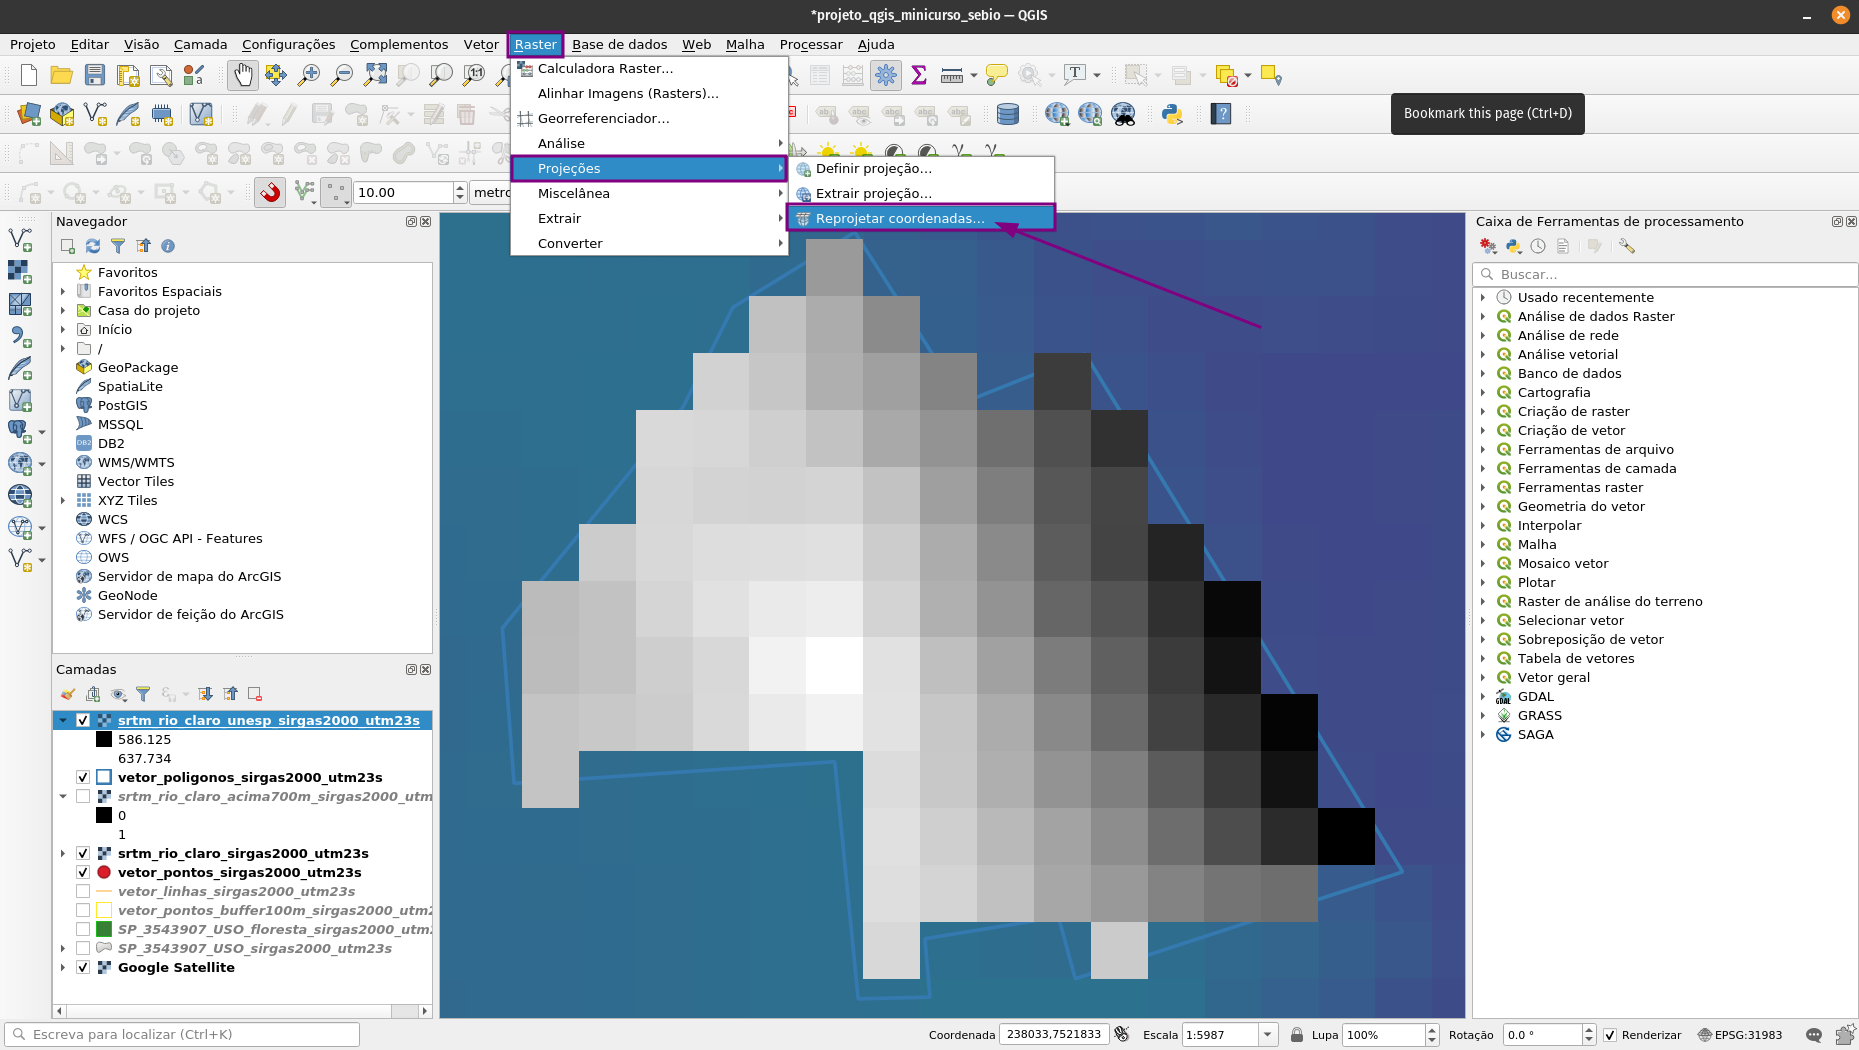 *projeto_qgis_minicurso_sebio — QGIS
Projeto Editar Visão Camada Configurações Complementos Vetor Raster Base de dados Web Malha Processar Ajuda
Calculadora Raster...
Alinhar Imagens (Rasters)...
Georreferenciador...
Análise
Projeções
Miscelânea
Extrair
Converter
Definir projeção...
Extrair projeção...
Reprojetar coordenadas...
Bookmark this page (Ctrl+D)
10.00
metro
Navegador
Favoritos
Favoritos Espaciais
Casa do projeto
Início
/
GeoPackage
SpatiaLite
PostGIS
MSSQL
DB2
WMS/WMTS
Vector Tiles
XYZ Tiles
WCS
WFS / OGC API - Features
OWS
Servidor de mapa do ArcGIS
GeoNode
Servidor de feição do ArcGIS
Camadas
srtm_rio_claro_unesp_sirgas2000_utm23s
586.125
637.734
vetor_poligonos_sirgas2000_utm23s
srtm_rio_claro_acima700m_sirgas2000_utm
0
1
srtm_rio_claro_sirgas2000_utm23s
vetor_pontos_sirgas2000_utm23s
vetor_linhas_sirgas2000_utm23s
vetor_pontos_buffer100m_sirgas2000_utm2
SP_3543907_USO_floresta_sirgas2000_utm
SP_3543907_USO_sirgas2000_utm23s
Google Satellite
Caixa de Ferramentas de processamento
Buscar...
Usado recentemente
Análise de dados Raster
Análise de rede
Análise vetorial
Banco de dados
Cartografia
Criação de raster
Criação de vetor
Ferramentas de arquivo
Ferramentas de camada
Ferramentas raster
Geometria do vetor
Interpolar
Malha
Mosaico vetor
Plotar
Raster de análise do terreno
Selecionar vetor
Sobreposição de vetor
Tabela de vetores
Vetor geral
GDAL
GRASS
SAGA
Escreva para localizar (Ctrl+K)
Coordenada 238033,7521833 Escala 1:5987 Lupa 100% Rotação 0.0 ° Renderizar EPSG:31983